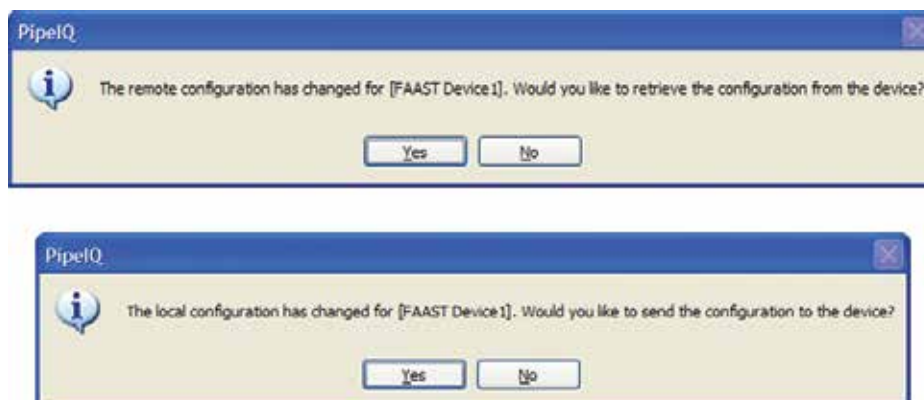 PipeIQ
The remote configuration has changed for [FAAST Device1]. Would you like to retrieve the configuration from the device?
Yes No
PipeIQ
The local configuration has changed for [FAAST Device1]. Would you like to send the configuration to the device?
Yes No